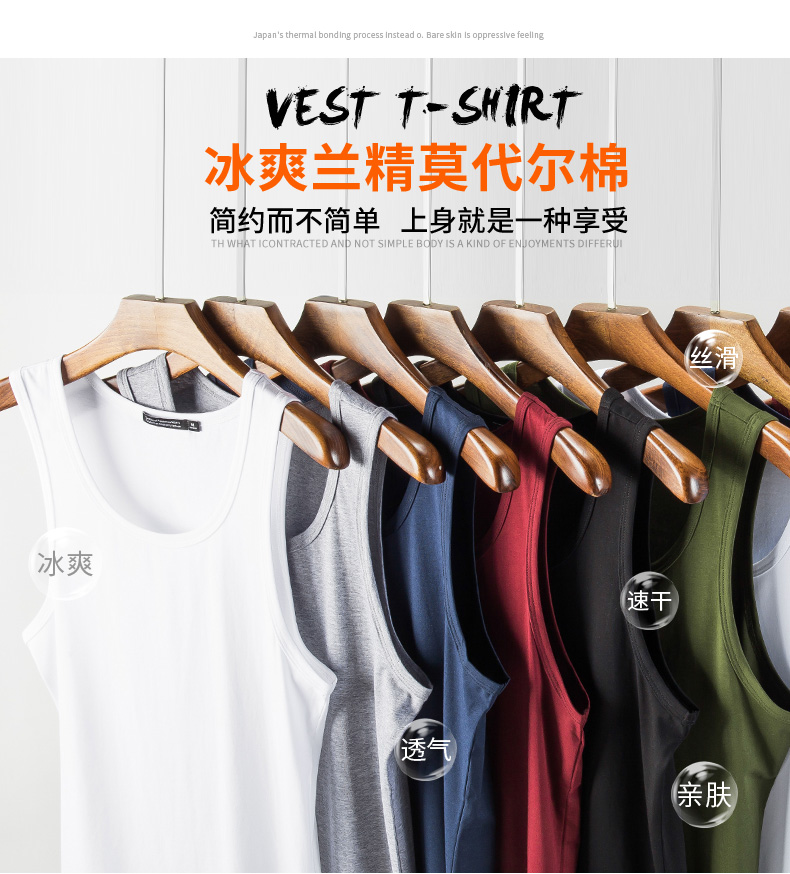 Japan's thermal bonding process instead o. Bare skin is oppressive feeling
VEST T-SHIRT
冰爽兰精莫代尔棉
简约而不简单 上身就是一种享受
TH WHAT ICONTRACTED AND NOT SIMPLE BODY IS A KIND OF ENJOYMENTS DIFFERUI
丝滑
冰爽
速干
透气
亲肤